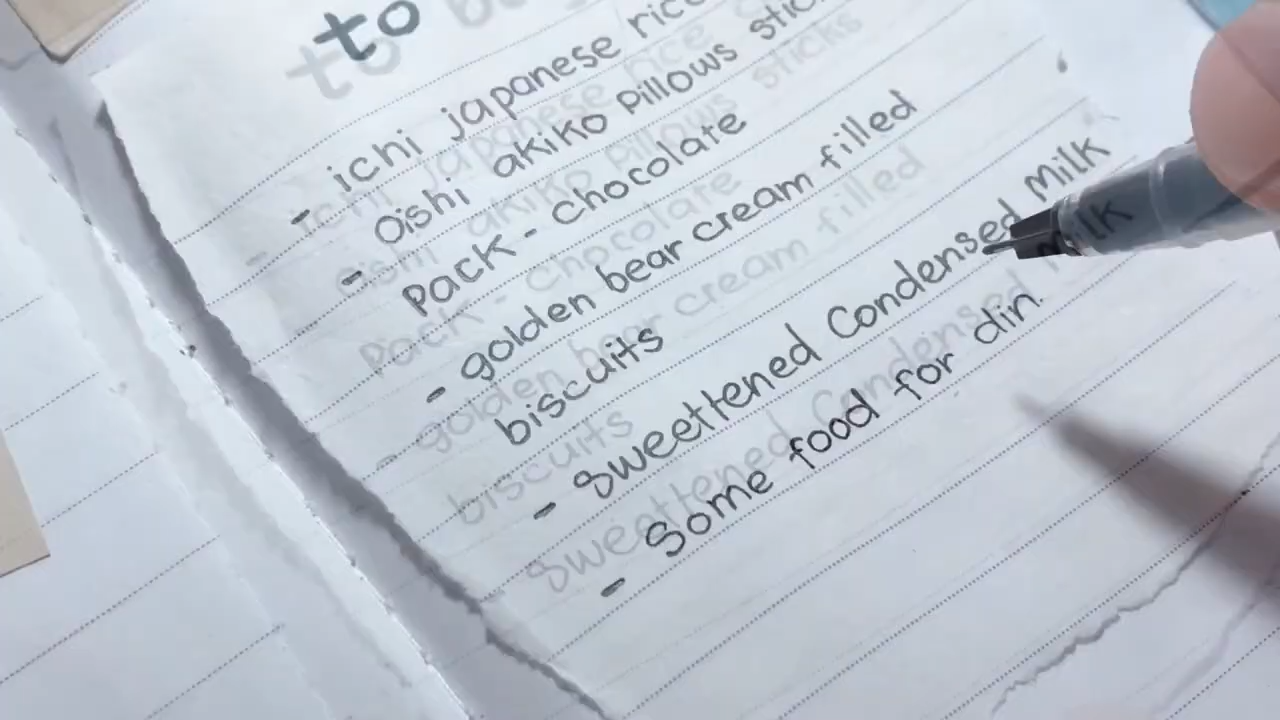 to
- ichi japanese rice
- Oishi akiko pillows sticks
pack - chocolate
- golden bear cream filled
biscuits
- sweettened Condensed Milk
- Some food for din